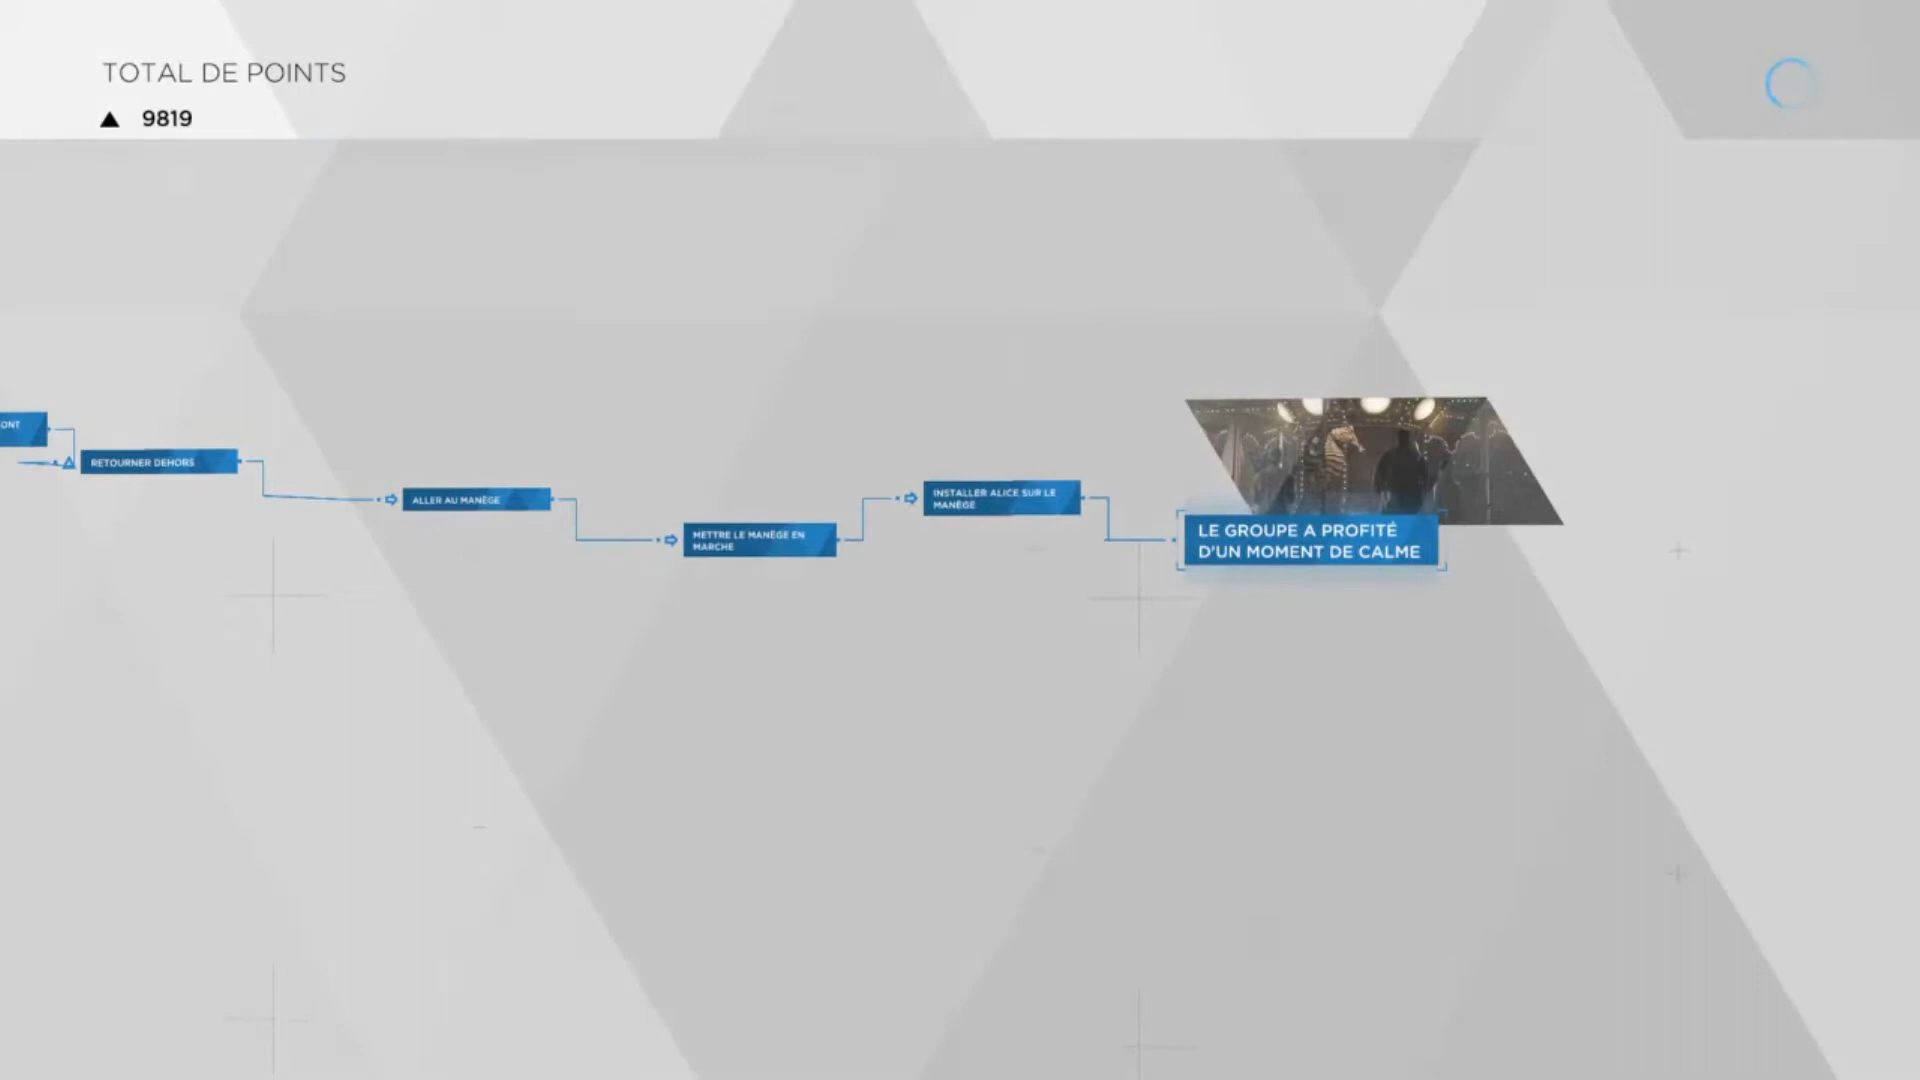 TOTAL DE POINTS
9819
ONT
RETOURNER DEHORS
ALLER AU MANÈGE
METTRE LE MANÈGE EN
MARCHE
INSTALLER ALICE SUR LE
MANÈGE
LE GROUPE A PROFITÉ
D'UN MOMENT DE CALME